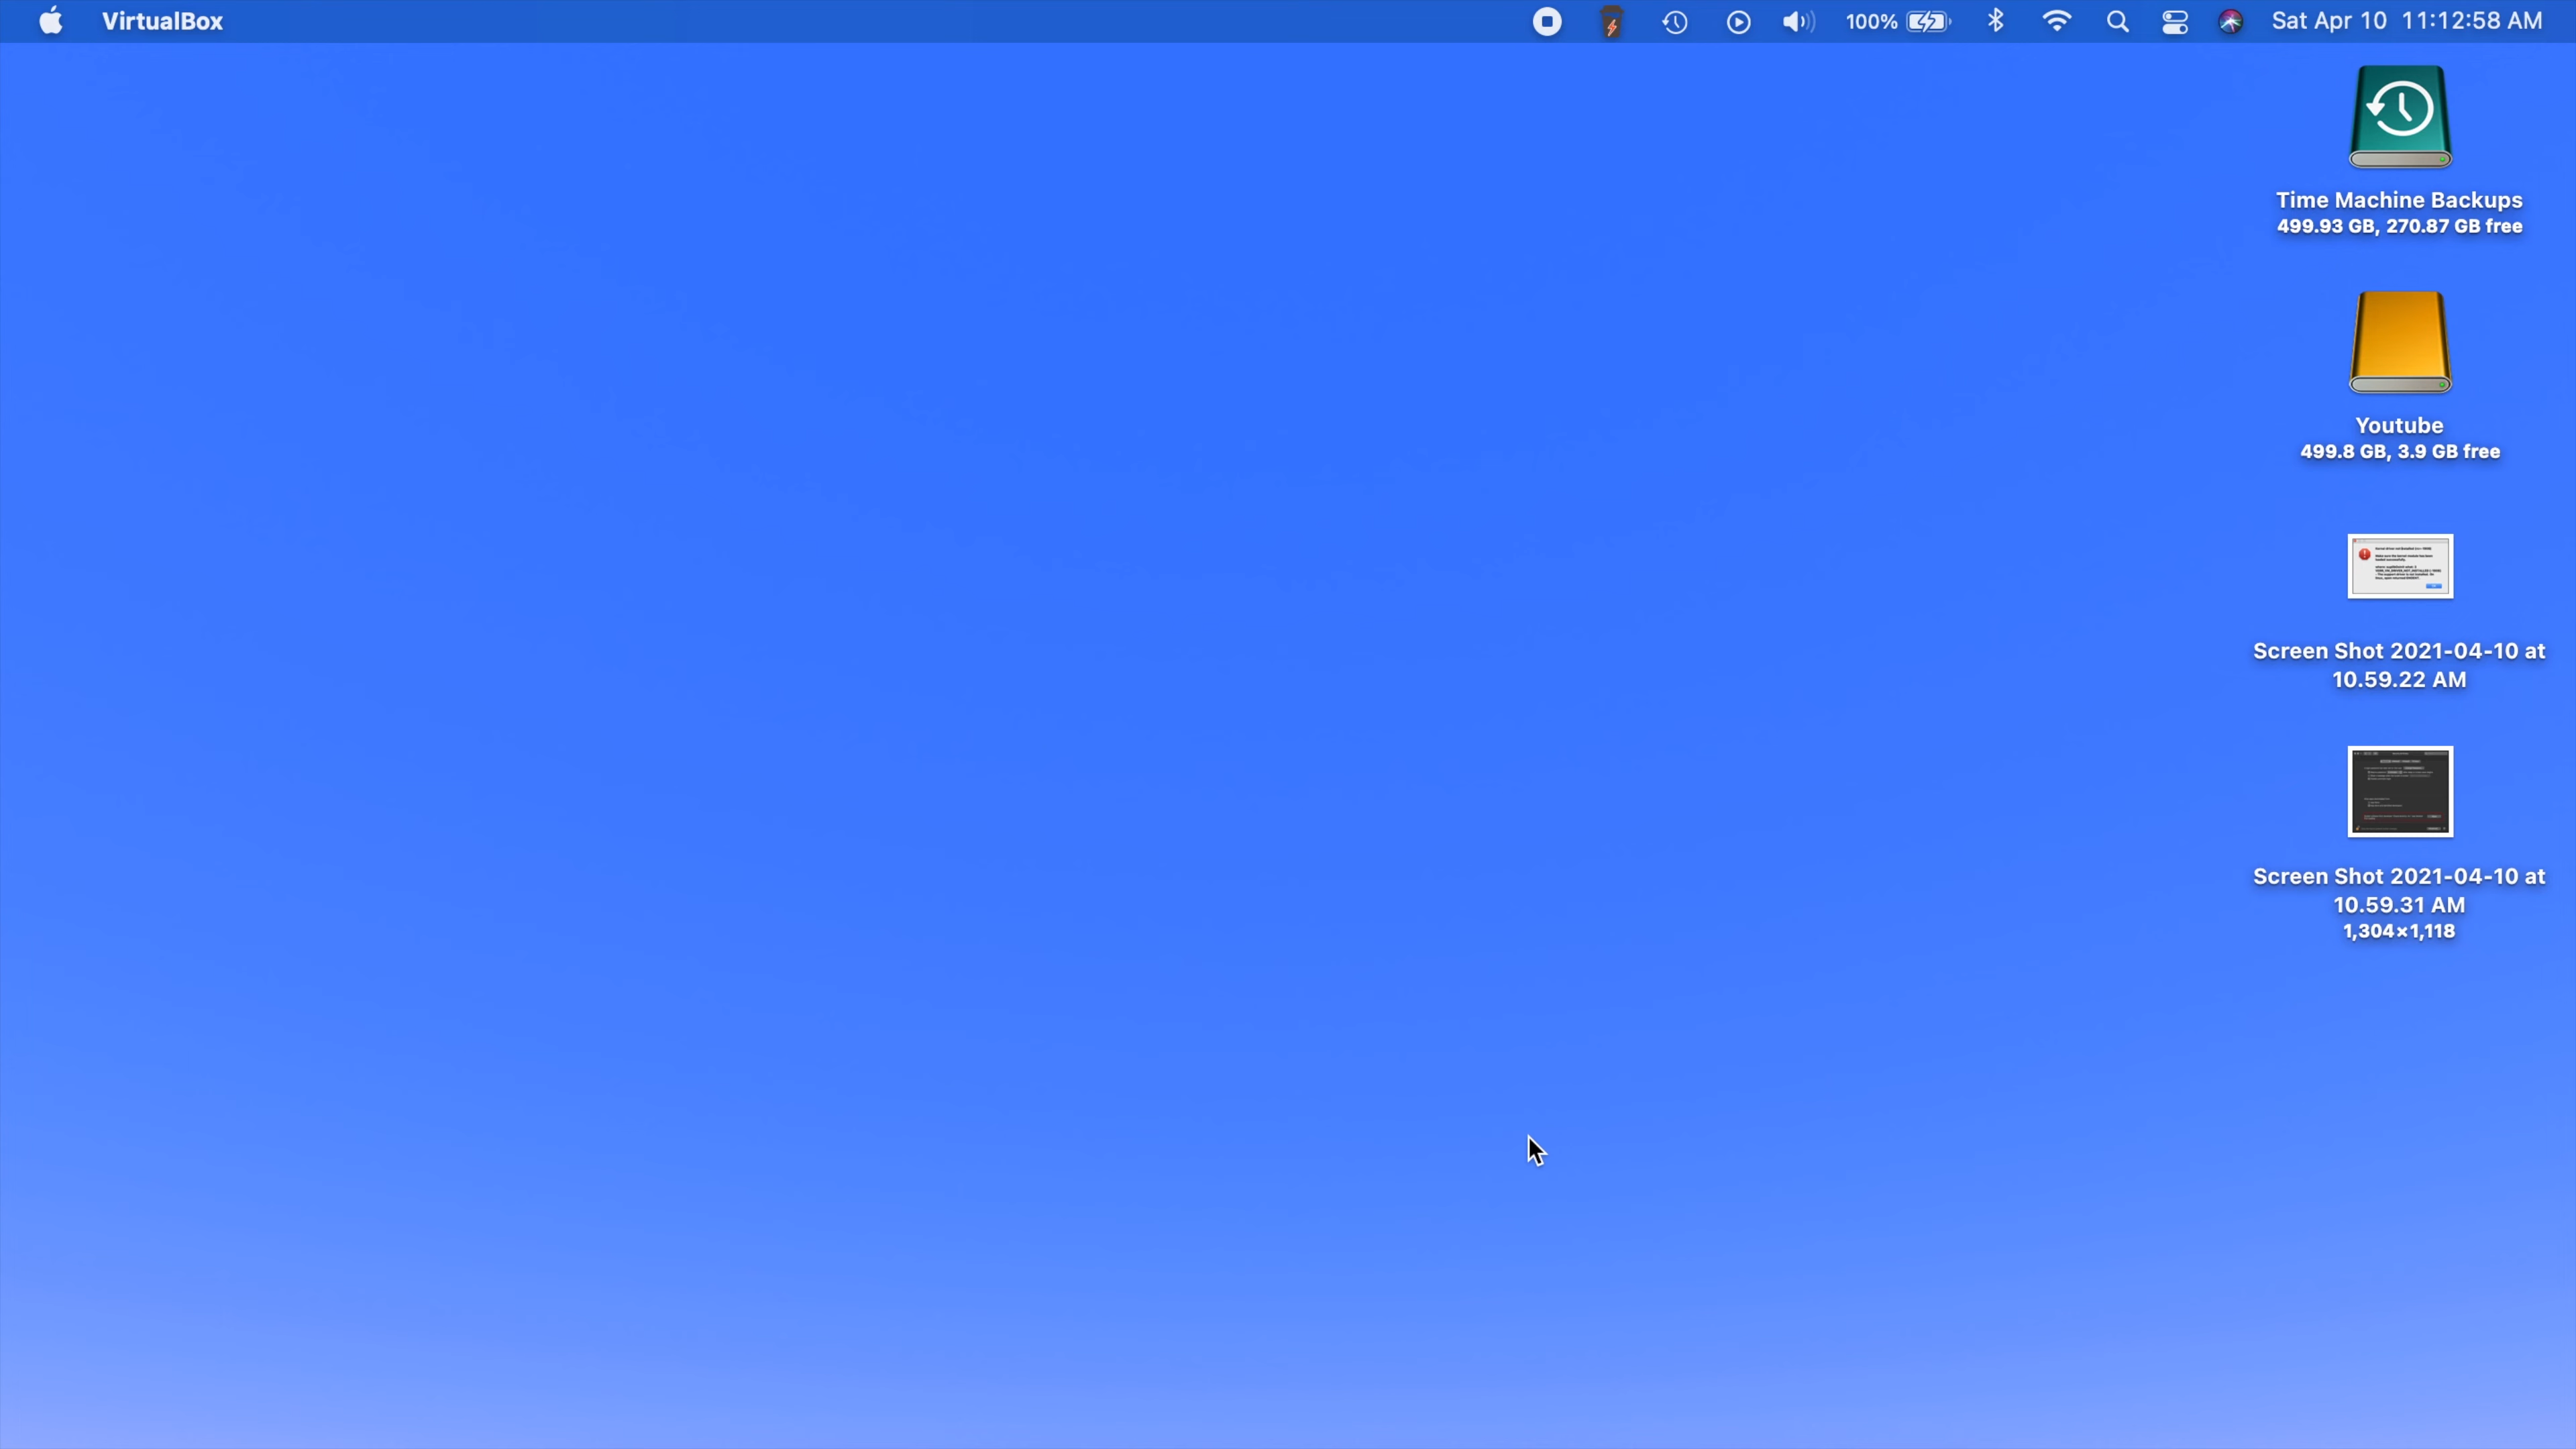 VirtualBox
100%
Sat Apr 10 11:12:58 AM
Time Machine Backups
499.93 GB, 270.87 GB free
Youtube
499.8 GB, 3.9 GB free
Screen Shot 2021-04-10 at
10.59.22 AM
Screen Shot 2021-04-10 at
10.59.31 AM
1,304×1,118